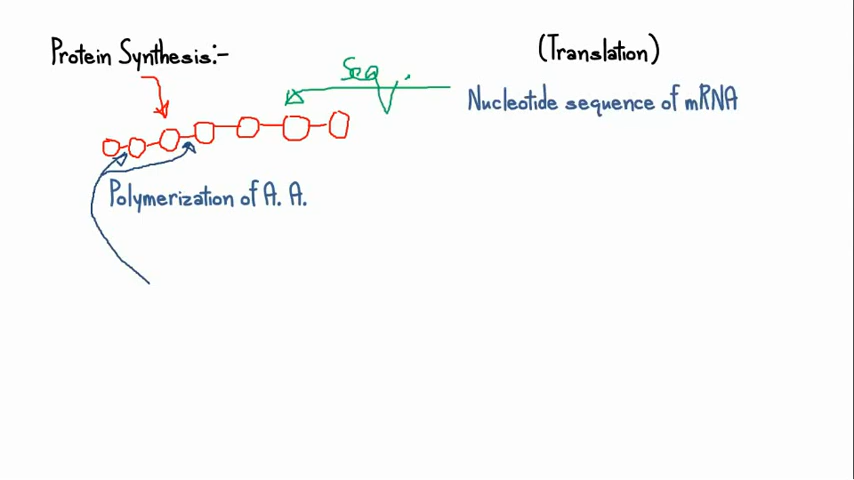 Protein Synthesis:-
(Translation)
Seq.
Nucleotide sequence of mRNA
Polymerization of A. A.